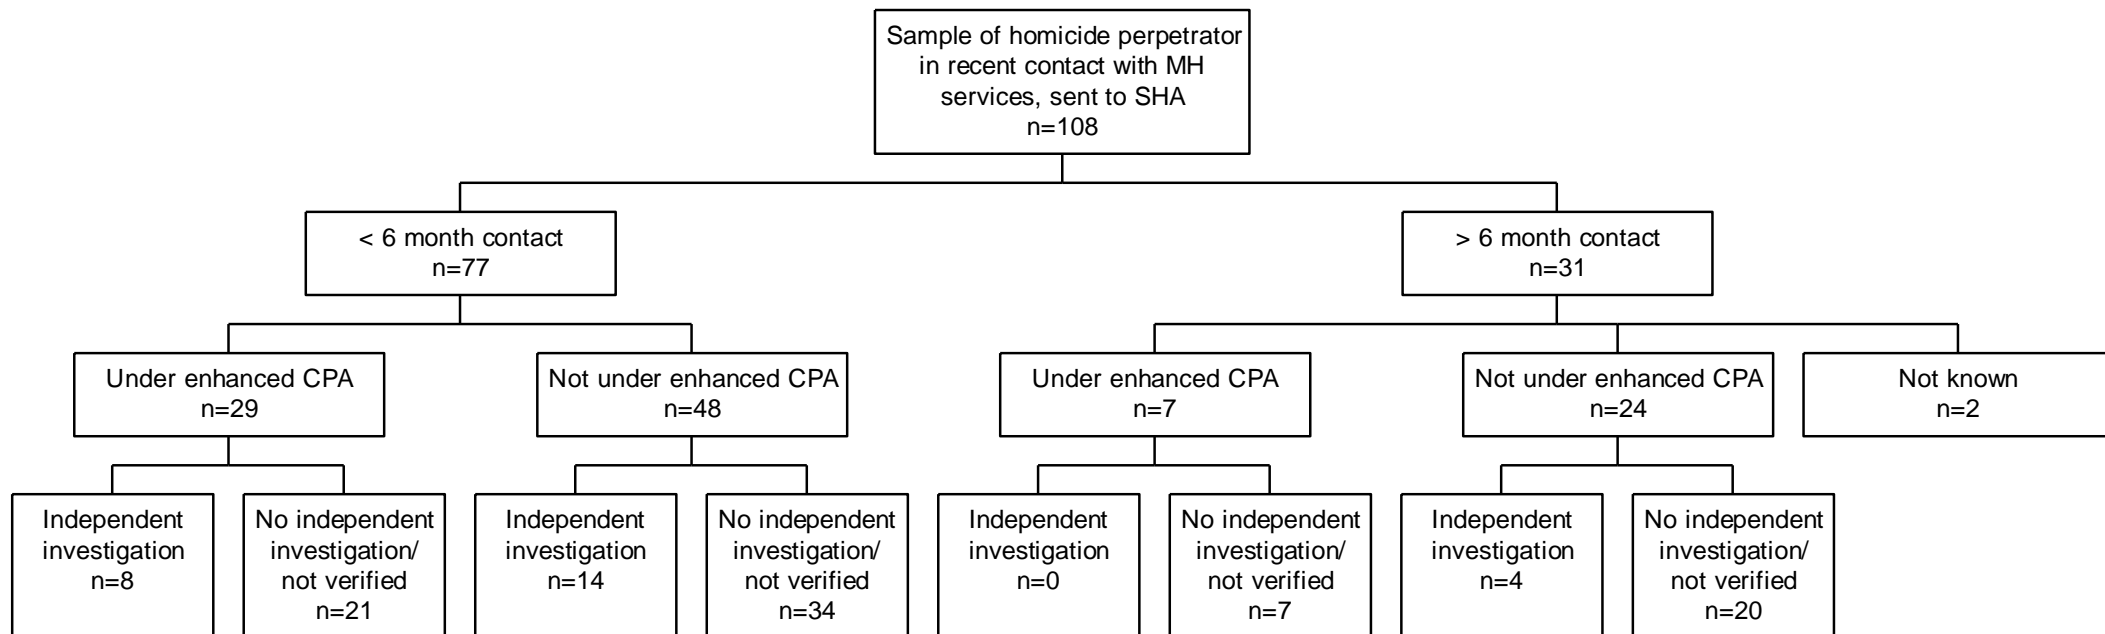 Sample of homicide perpetrator
in recent contact with MH
services, sent to SHA
n=108
< 6 month contact
n=77
> 6 month contact
n=31
Under enhanced CPA
n=29
Not under enhanced CPA
n=48
Under enhanced CPA
n=7
Not under enhanced CPA
n=24
Not known
n=2
Independent
investigation
n=8
No independent
investigation/
not verified
n=21
Independent
investigation
n=14
No independent
investigation/
not verified
n=34
Independent
investigation
n=0
No independent
investigation/
not verified
n=7
Independent
investigation
n=4
No independent
investigation/
not verified
n=20